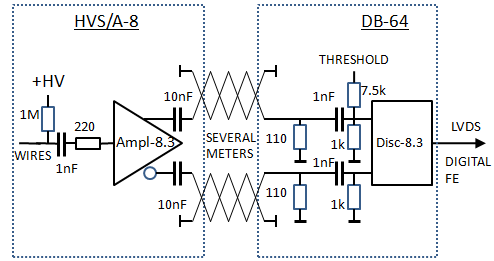 HVS/A-8
DB-64
+HV
1M
WIRES
1nF
220
Ampl-8.3
10nF
10nF
SEVERAL
METERS
THRESHOLD
7.5k
1nF
110
1k
1nF
110
1k
Disc-8.3
LVDS
DIGITAL
FE